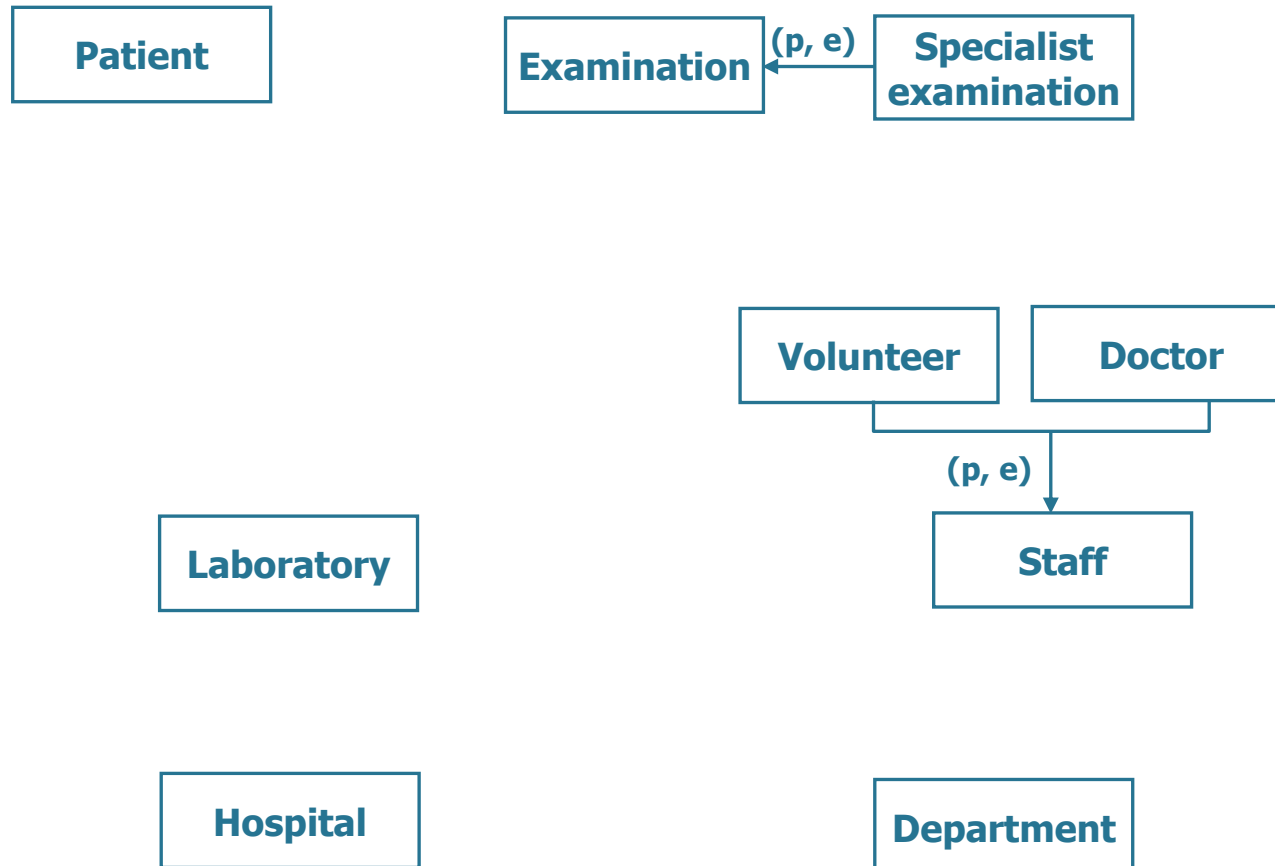 Patient
Examination
(p, e)
Specialist
examination
Volunteer
Doctor
(p, e)
Laboratory
Staff
Hospital
Department